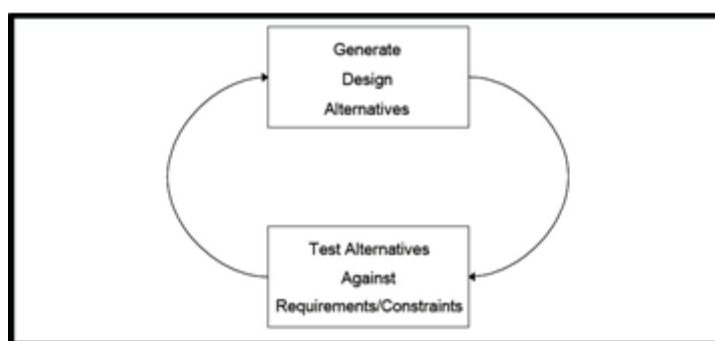 Generate
Design
Alternatives
Test Alternatives
Against
Requirements/Constraints